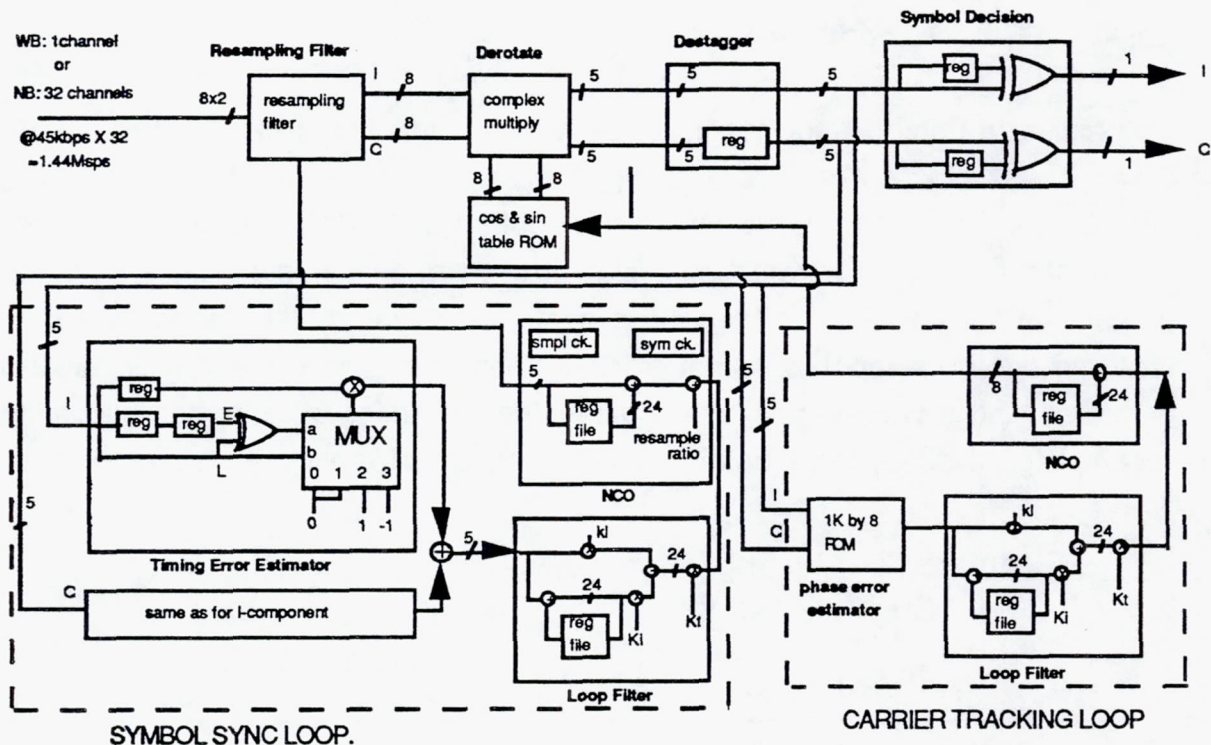 Symbol Decision
WB: 1channel
or
NB: 32 channels
@45kbps X 32
=1.44Msps
Resampling Filter
Derotate
Destagger
8x2
resampling
filter
I
8
8
Q
complex
multiply
5
5
5
5
reg
5
5
reg
reg
1
I
1
Q
8
8
cos & sin
table ROM
5
I
reg
reg
reg
E
L
X
a
b
MUX
0 1 2 3
0 1 -1
Timing Error Estimator
5
Q
same as for I-component
+
5
smpl ck.
sym ck.
5
reg
file
24
resample
ratio
NCO
kl
24
24
reg
file
Ki
Kt
Loop Filter
SYMBOL SYNC LOOP.
5
5
I
Q
1K by 8
ROM
phase error
estimator
8
reg
file
24
NCO
kl
24
24
reg
file
Ki
Kt
Loop Filter
CARRIER TRACKING LOOP